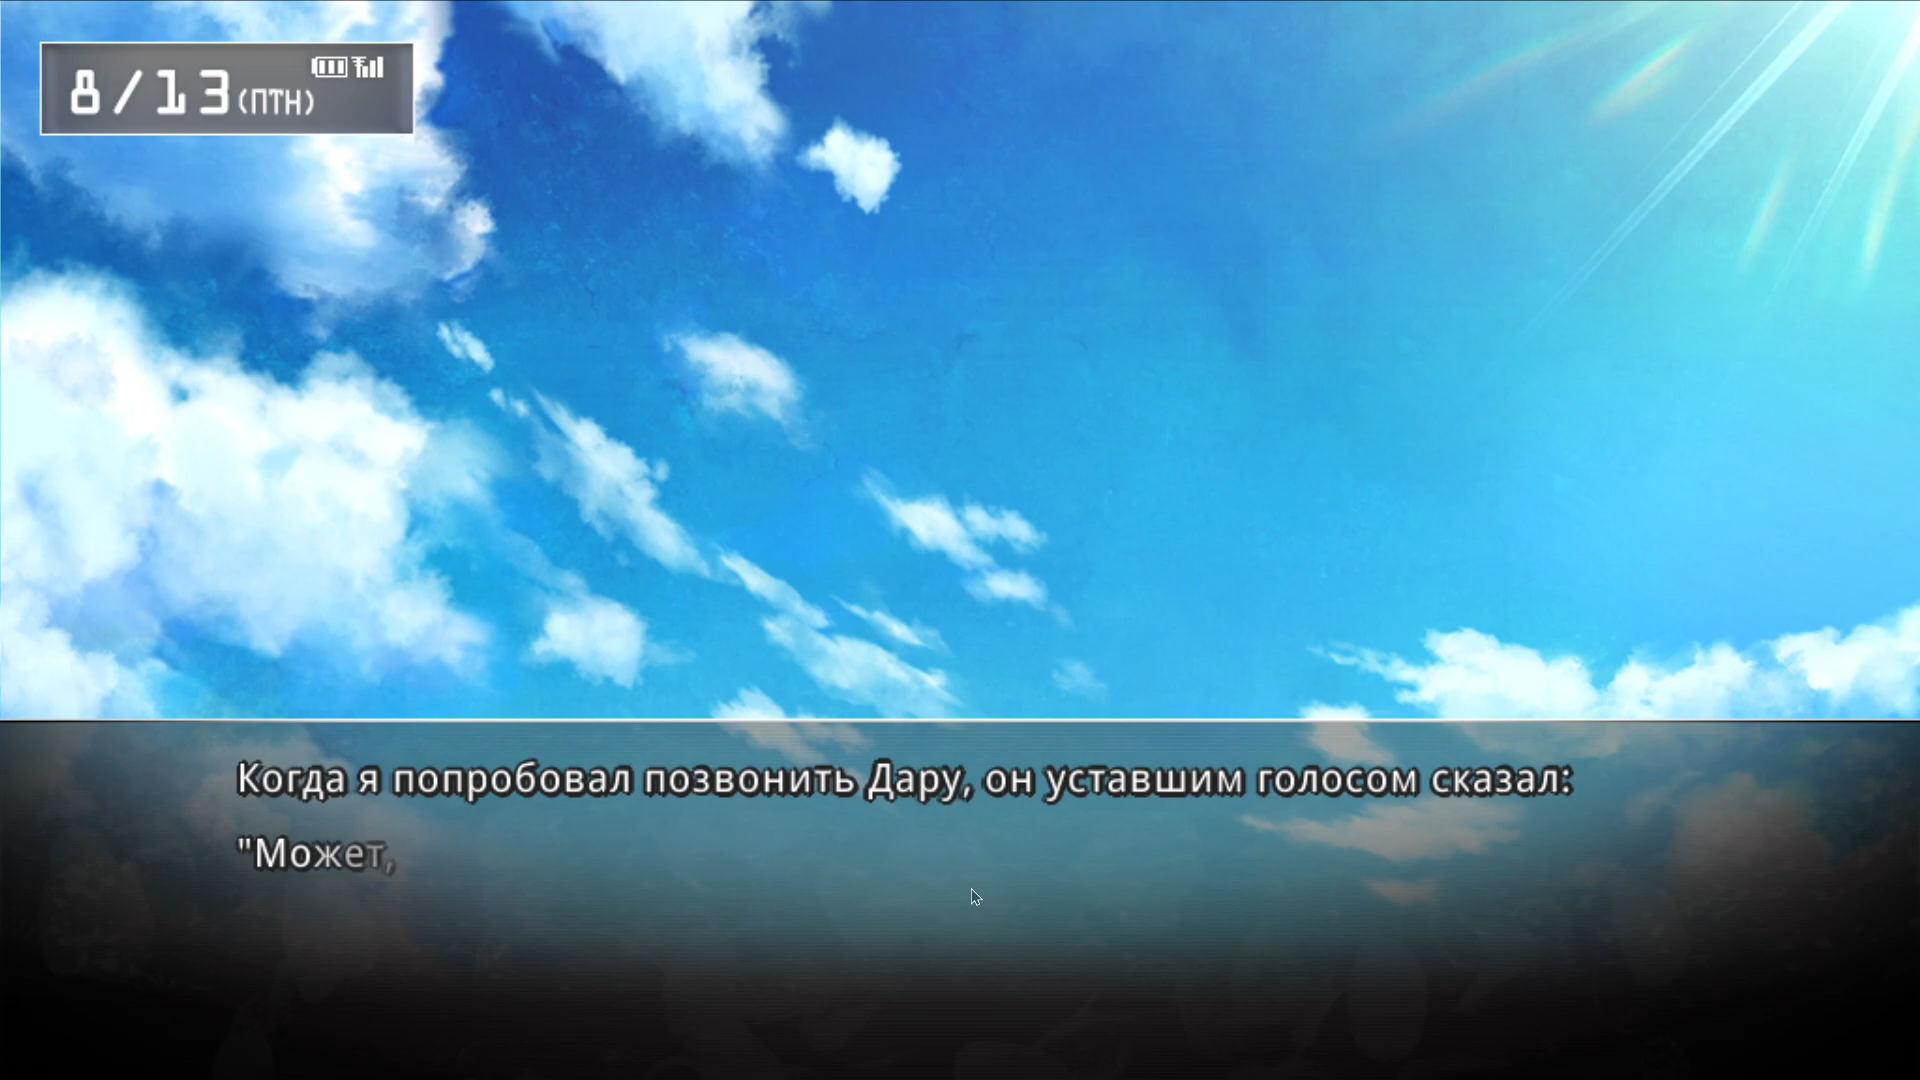 8/13(ПТН)
Когда я попробовал позвонить Дару, он уставшим голосом сказал:
"Может,